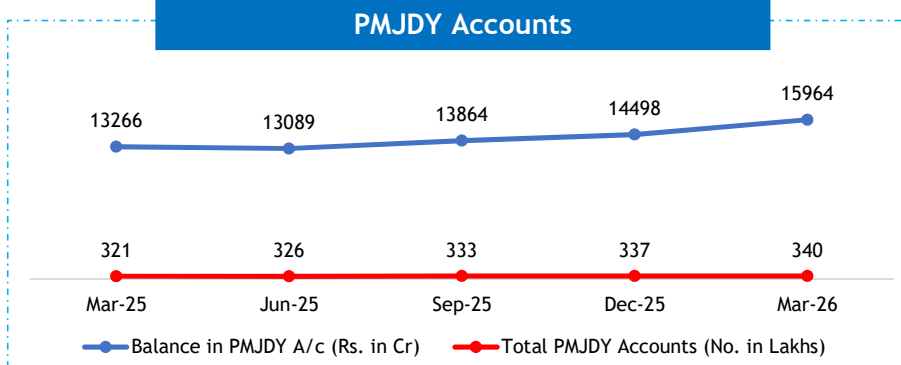 PMJDY Accounts
13266 13089 13864 14498 15964
321 326 333 337 340
Mar-25 Jun-25 Sep-25 Dec-25 Mar-26
Balance in PMJDY A/c (Rs. in Cr) Total PMJDY Accounts (No. in Lakhs)